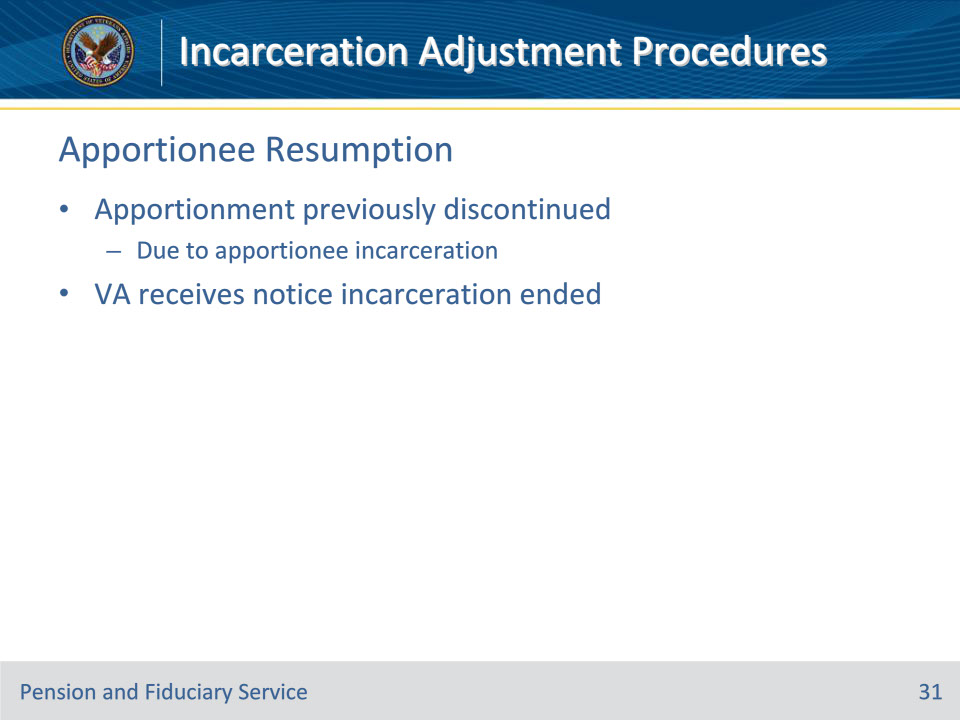 Incarceration Adjustment Procedures
Apportionee Resumption
• Apportionment previously discontinued
– Due to apportionee incarceration
• VA receives notice incarceration ended
Pension and Fiduciary Service
31